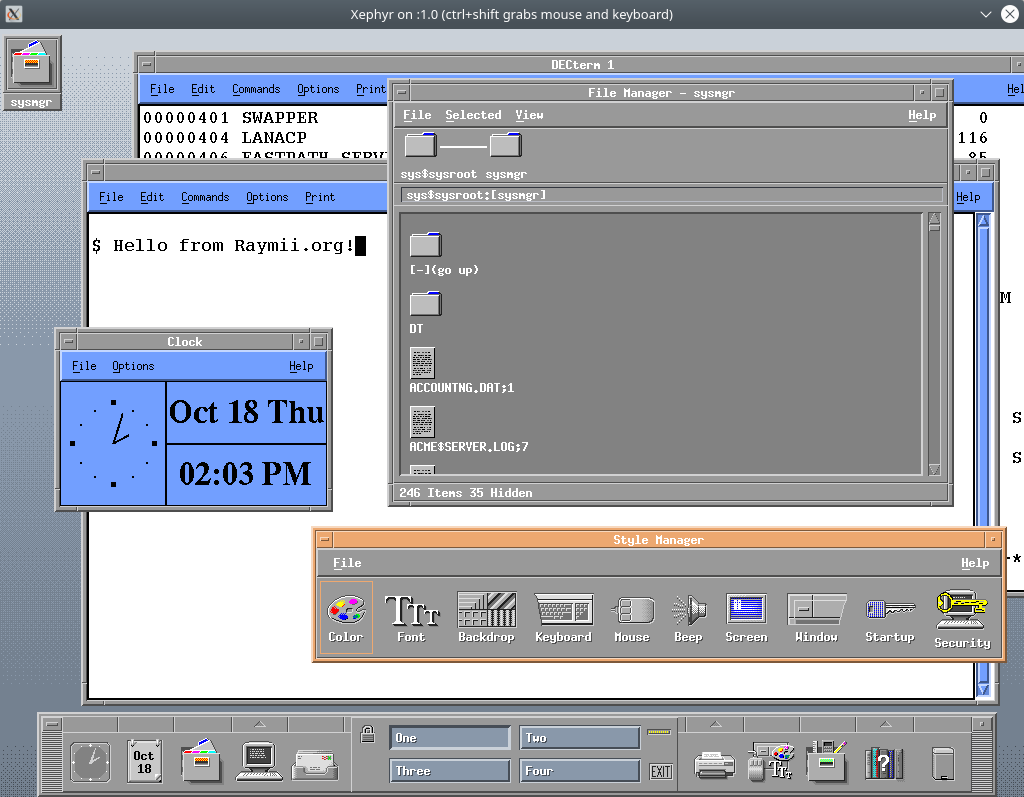 Xephyr on :1.0 (ctrl+shift grabs mouse and keyboard)
sysmgr
DECterm 1
File Edit Commands Options Print
00000401 SWAPPER 0
00000404 LANACP 116
File Edit Commands Options Print Help
$ Hello from Raymii.org!
File Manager - sysmgr
File Selected View Help
sys$sysroot sysmgr
sys$sysroot:[sysmgr]
[-](go up)
DT
ACCOUNTNG.DAT;1
ACME$SERVER.LOG;7
246 Items 35 Hidden
M
S
S
*
Clock
File Options Help
Oct 18 Thu
02:03 PM
Style Manager
File Help
Color Font Backdrop Keyboard Mouse Beep Screen Window Startup Security
Oct
18
One Two
Three Four
EXIT